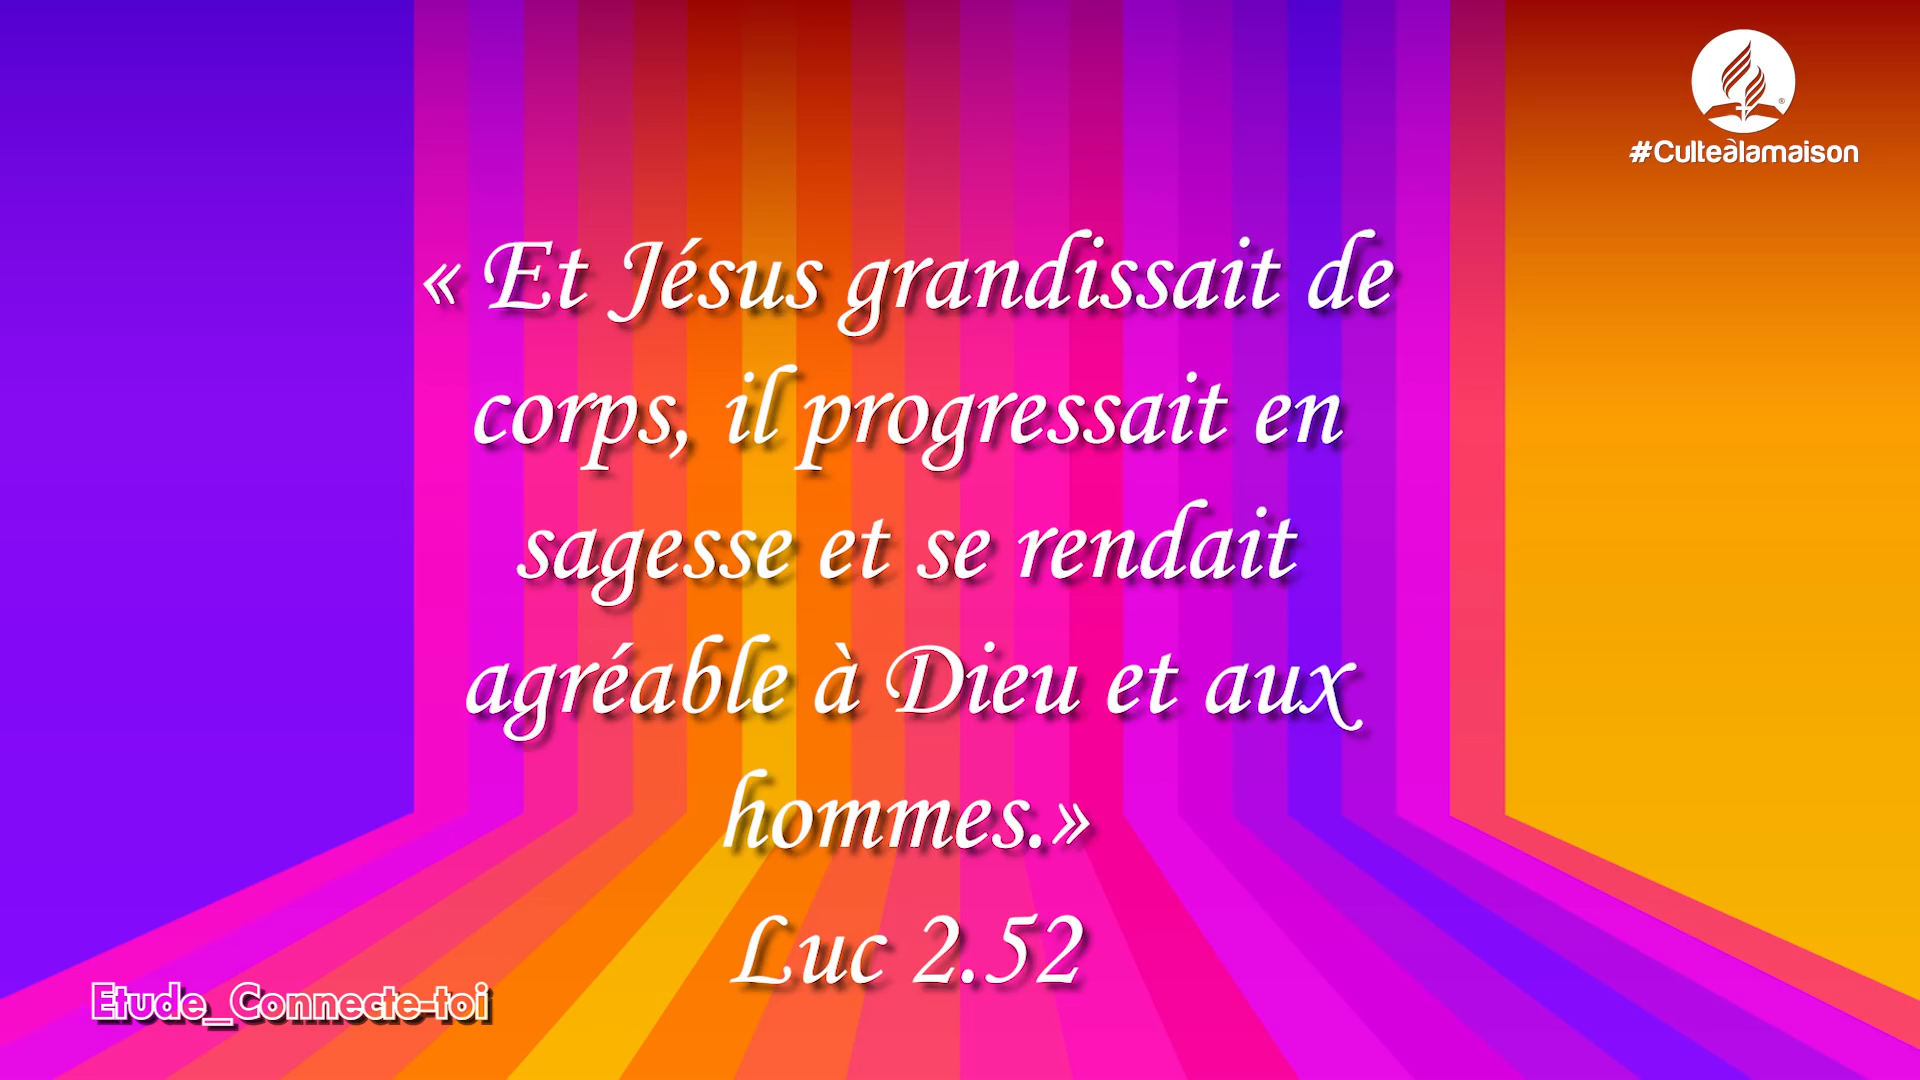 #Culteàlamaison
« Et Jésus grandissait de
corps, il progressait en
sagesse et se rendait
agréable à Dieu et aux
hommes.»
Luc 2.52
Etude_Connecte-toi